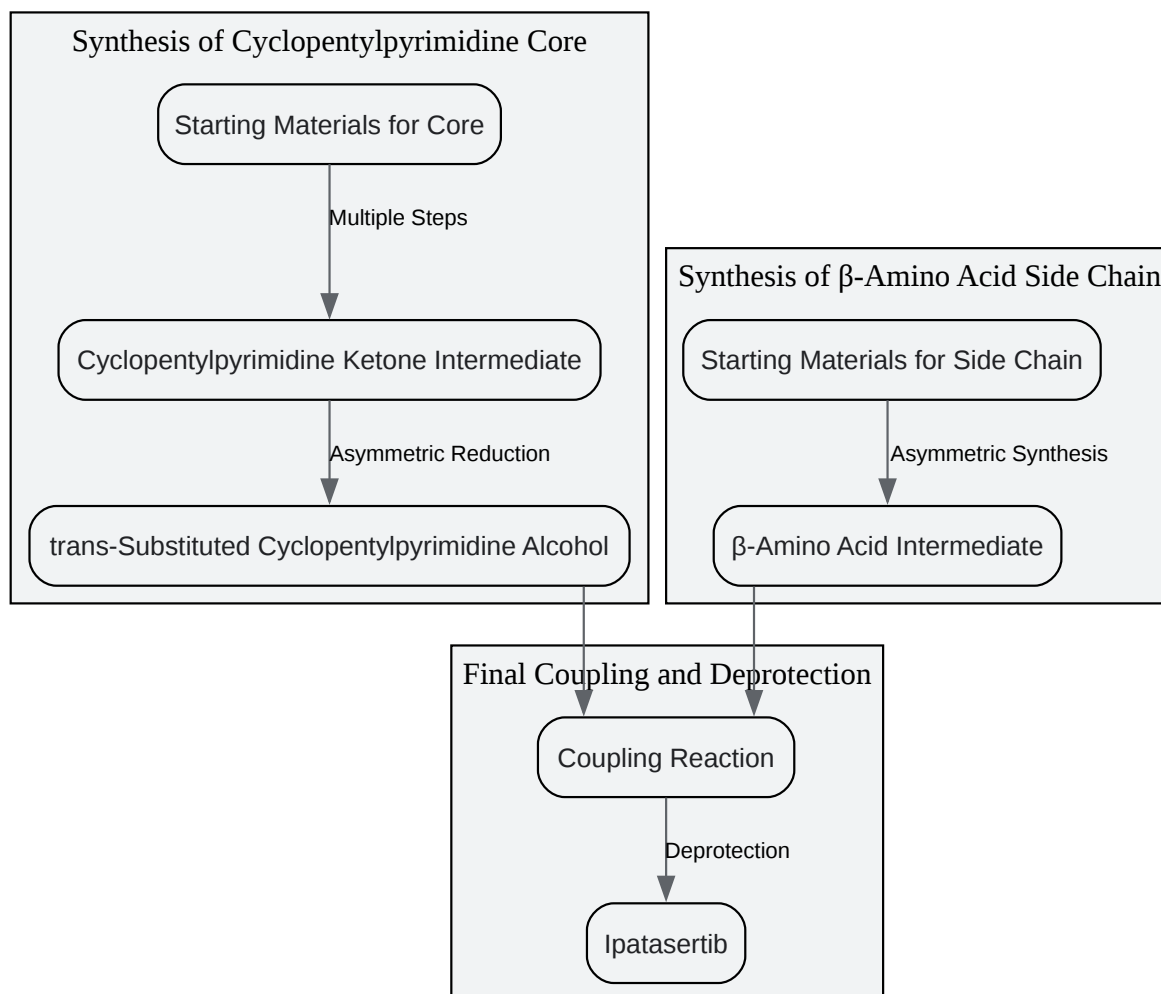 Synthesis of Cyclopentylpyrimidine Core
Starting Materials for Core
Multiple Steps
Cyclopentylpyrimidine Ketone Intermediate
Asymmetric Reduction
trans-Substituted Cyclopentylpyrimidine Alcohol
Synthesis of β-Amino Acid Side Chain
Starting Materials for Side Chain
Asymmetric Synthesis
β-Amino Acid Intermediate
Final Coupling and Deprotection
Coupling Reaction
Deprotection
Ipatasertib